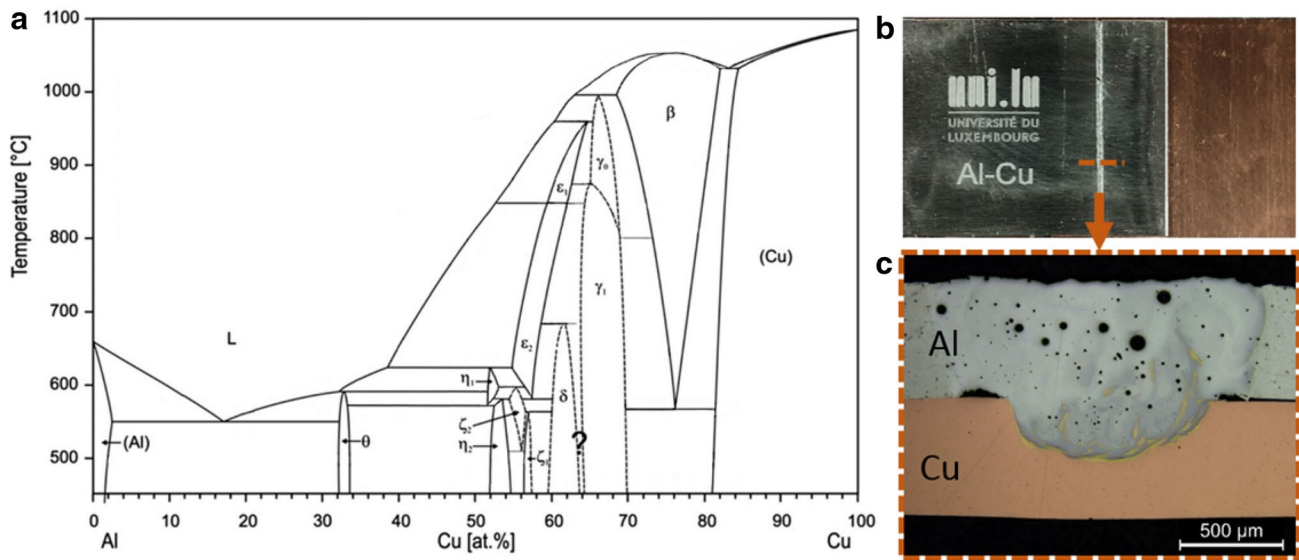 a
1100
1000
900
800
700
600
500
Temperature [°C]
L
β
γ₀
ε₁
(Cu)
γ₁
ε₂
η₁
δ
(Al)
θ
ζ₂
η₂
ζ₁
?
0 10 20 30 40 50 60 70 80 90 100
Al Cu [at.%] Cu
b
uni.lu
UNIVERSITÉ DU
LUXEMBOURG
Al-Cu
c
Al
Cu
500 µm